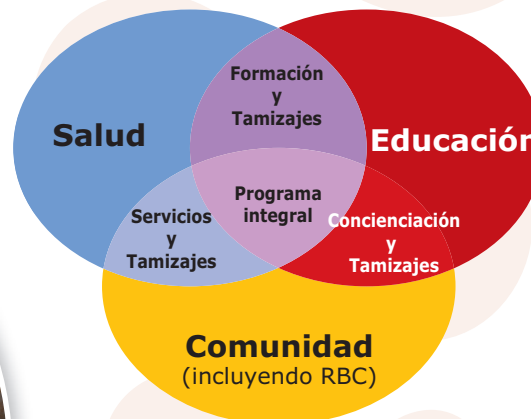 Formación
y
Tamizajes
Salud
Educación
Programa
integral
Servicios
y
Tamizajes
Concienciación
y
Tamizajes
Comunidad
(incluyendo RBC)